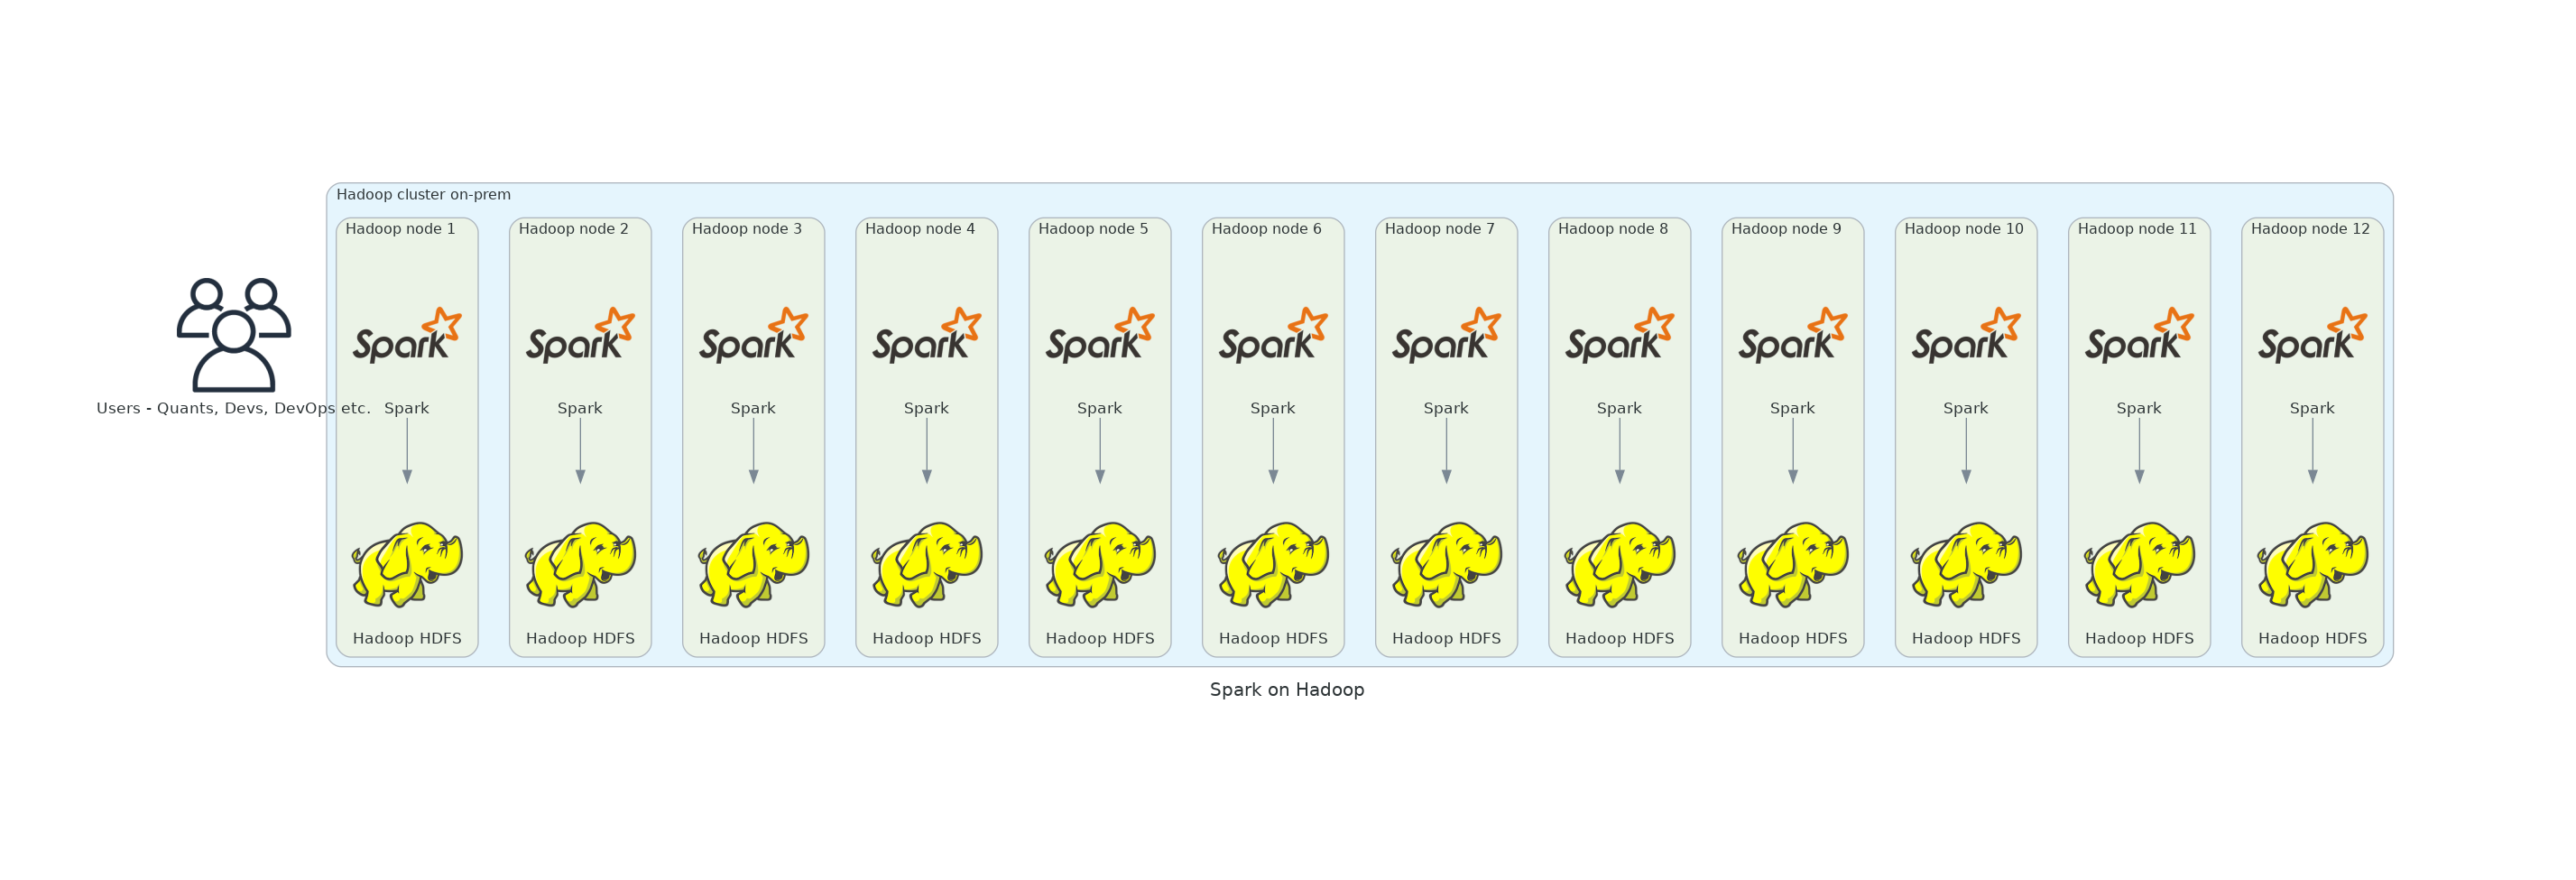 Hadoop cluster on-prem
Hadoop node 1
Hadoop node 2
Hadoop node 3
Hadoop node 4
Hadoop node 5
Hadoop node 6
Hadoop node 7
Hadoop node 8
Hadoop node 9
Hadoop node 10
Hadoop node 11
Hadoop node 12
Spark
Spark
Spark
Spark
Spark
Spark
Spark
Spark
Spark
Spark
Spark
Spark
Users - Quants, Devs, DevOps etc.
Spark
Spark
Spark
Spark
Spark
Spark
Spark
Spark
Spark
Spark
Spark
Spark
Hadoop HDFS
Hadoop HDFS
Hadoop HDFS
Hadoop HDFS
Hadoop HDFS
Hadoop HDFS
Hadoop HDFS
Hadoop HDFS
Hadoop HDFS
Hadoop HDFS
Hadoop HDFS
Hadoop HDFS
Spark on Hadoop